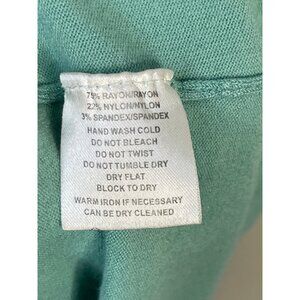 75% RAYON/RAYON
22% NYLON/NYLON
3% SPANDEX/SPANDEX
HAND WASH COLD
DO NOT BLEACH
DO NOT TWIST
DO NOT TUMBLE DRY
DRY FLAT
BLOCK TO DRY
WARM IRON IF NECESSARY
CAN BE DRY CLEANED